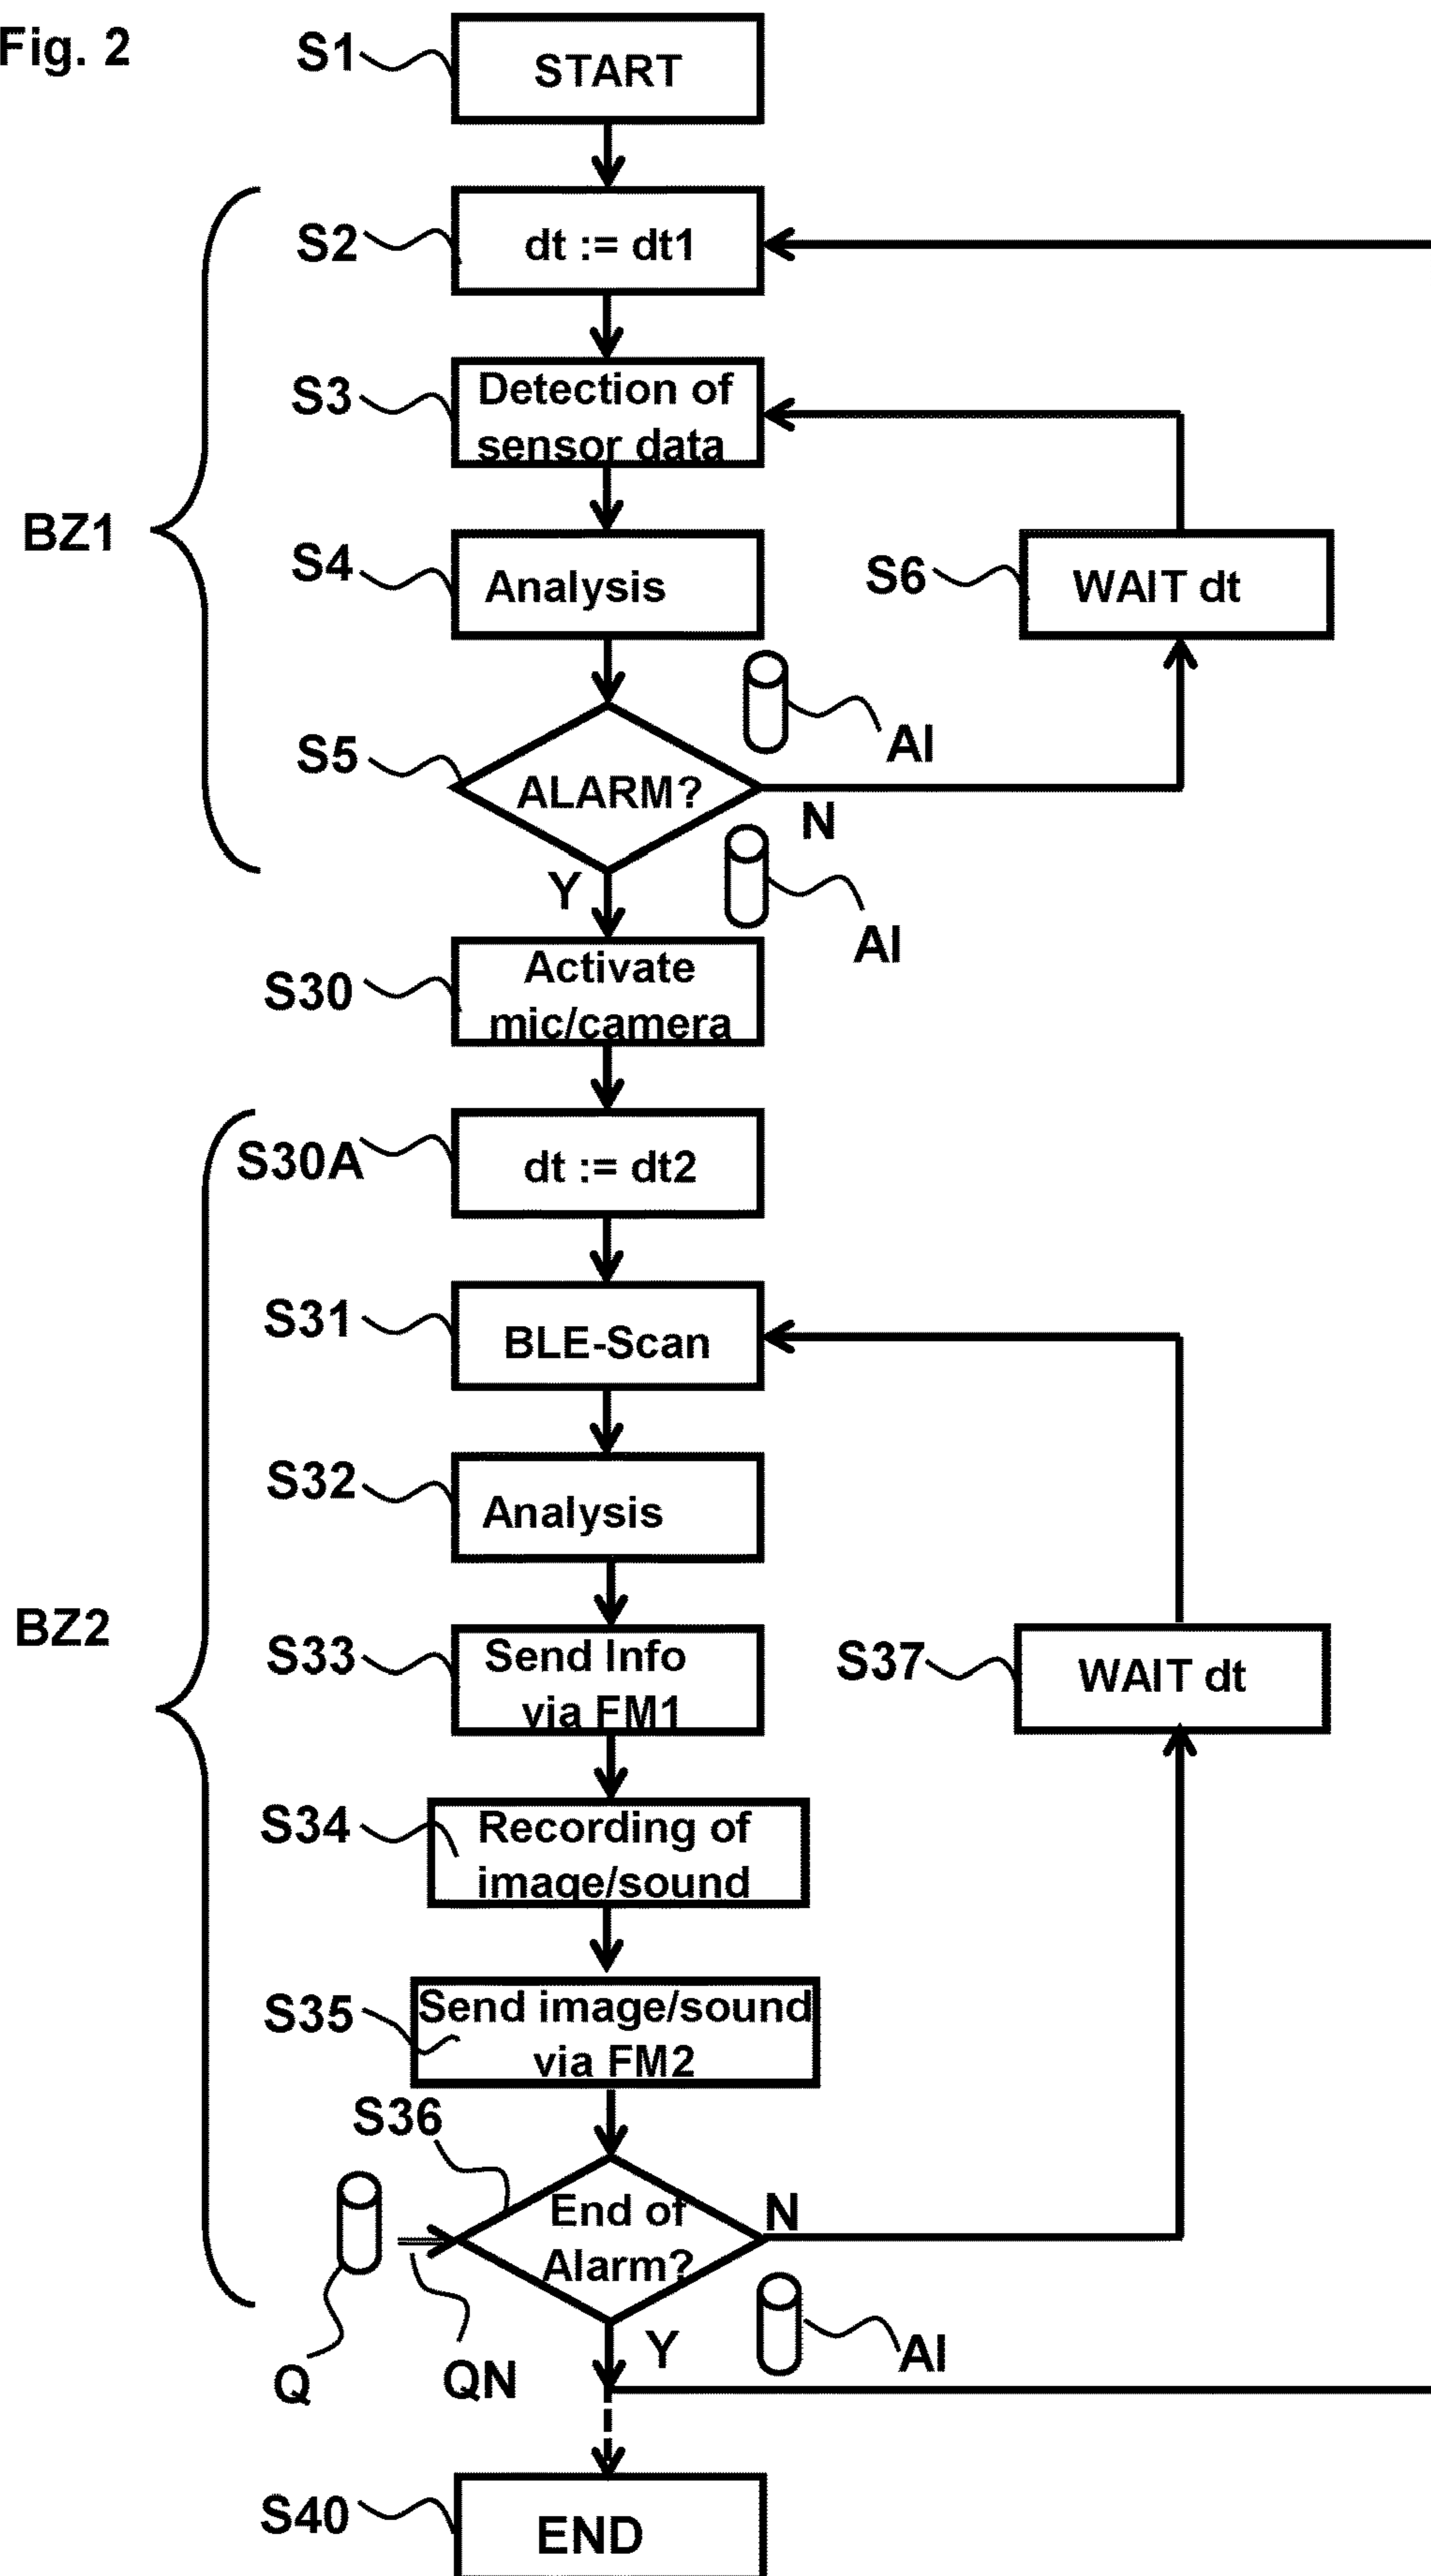 Fig. 2
S1
START
S2
dt := dt1
S3
Detection of
sensor data
BZ1
S4
Analysis
S6
WAIT dt
AI
S5
ALARM?
N
Y
AI
S30
Activate
mic/camera
S30A
dt := dt2
S31
BLE-Scan
S32
Analysis
BZ2
S33
Send Info
via FM1
S37
WAIT dt
S34
Recording of
image/sound
S35
Send image/sound
via FM2
S36
End of
Alarm?
N
Y
AI
Q
QN
S40
END